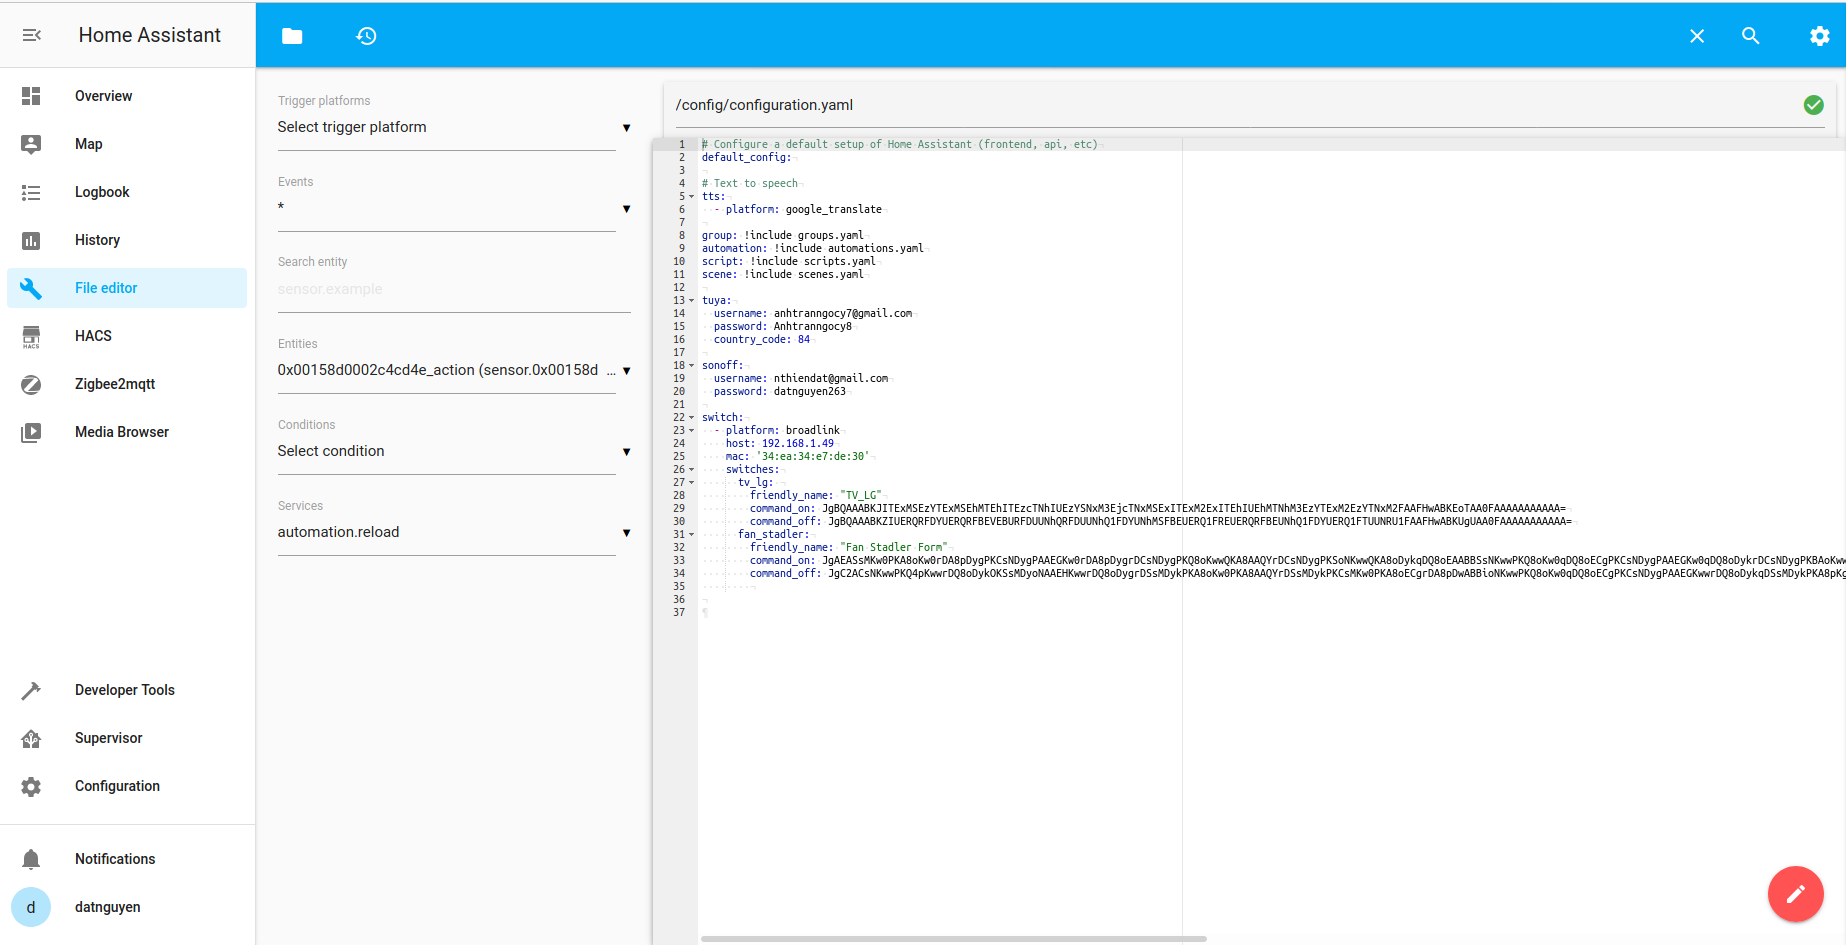 Home Assistant
Overview
Map
Logbook
History
File editor
HACS
HACS
Zigbee2mqtt
Media Browser
Developer Tools
Supervisor
Configuration
Notifications
d
datnguyen
Trigger platforms
Select trigger platform
Events
*
Search entity
sensor.example
Entities
0x00158d0002c4cd4e_action (sensor.0x00158d ...
Conditions
Select condition
Services
automation.reload
/config/configuration.yaml
1 # Configure a default setup of Home Assistant (frontend, api, etc)
2 default_config:
3
4 # Text to speech
5 tts:
6   - platform: google_translate
7
8 group: !include groups.yaml
9 automation: !include automations.yaml
10 script: !include scripts.yaml
11 scene: !include scenes.yaml
12
13 tuya:
14   username: anhtranngocy7@gmail.com
15   password: Anhtranngocy8
16   country_code: 84
17
18 sonoff:
19   username: nthiendat@gmail.com
20   password: datnguyen263
21
22 switch:
23   - platform: broadlink
24     host: 192.168.1.49
25     mac: '34:ea:34:e7:de:30'
26     switches:
27       tv_lg:
28         friendly_name: "TV_LG"
29         command_on:
30         command_off:
31       fan_stadler:
32         friendly_name: "Fan Stadler Form"
33         command_on:
34         command_off:
35
36
37